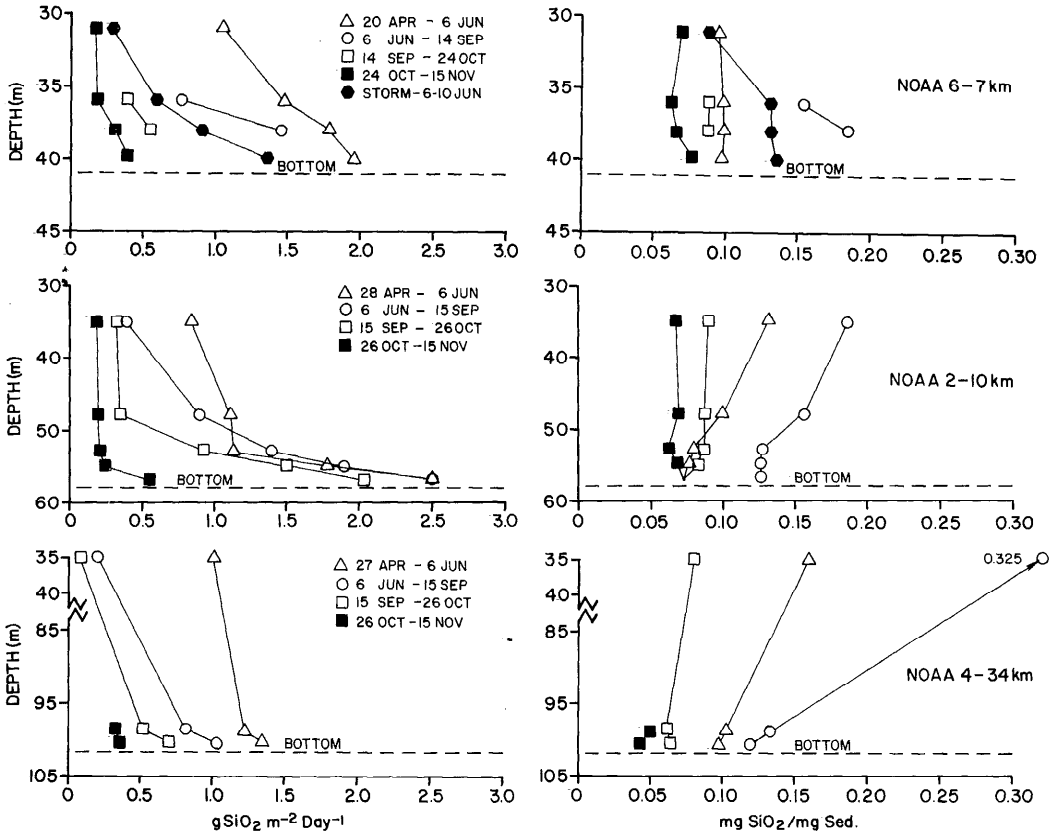 30
35
40
45
DEPTH (m)
20 APR - 6 JUN
6 JUN - 14 SEP
14 SEP - 24 OCT
24 OCT - 15 NOV
STORM - 6-10 JUN
BOTTOM
0 0.5 1.0 1.5 2.0 2.5 3.0
30
35
40
45
NOAA 6-7 km
BOTTOM
0 0.05 0.10 0.15 0.20 0.25 0.30
30
40
50
60
DEPTH (m)
28 APR - 6 JUN
6 JUN - 15 SEP
15 SEP - 26 OCT
26 OCT - 15 NOV
BOTTOM
0 0.5 1.0 1.5 2.0 2.5 3.0
30
40
50
60
NOAA 2-10 km
BOTTOM
0 0.05 0.10 0.15 0.20 0.25 0.30
35
40
85
95
105
DEPTH (m)
27 APR - 6 JUN
6 JUN - 15 SEP
15 SEP - 26 OCT
26 OCT - 15 NOV
BOTTOM
0 0.5 1.0 1.5 2.0 2.5 3.0
g SiO2 m⁻² Day⁻¹
35
40
85
95
105
0.325
NOAA 4-34 km
BOTTOM
0 0.05 0.10 0.15 0.20 0.25 0.30
mg SiO2/mg Sed.